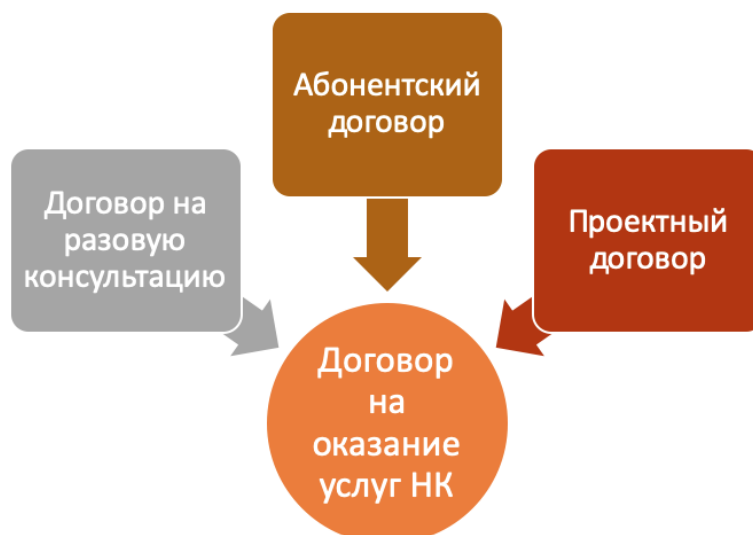 Абонентский
договор
Договор на
разовую
консультацию
Проектный
договор
Договор
на
оказание
услуг НК